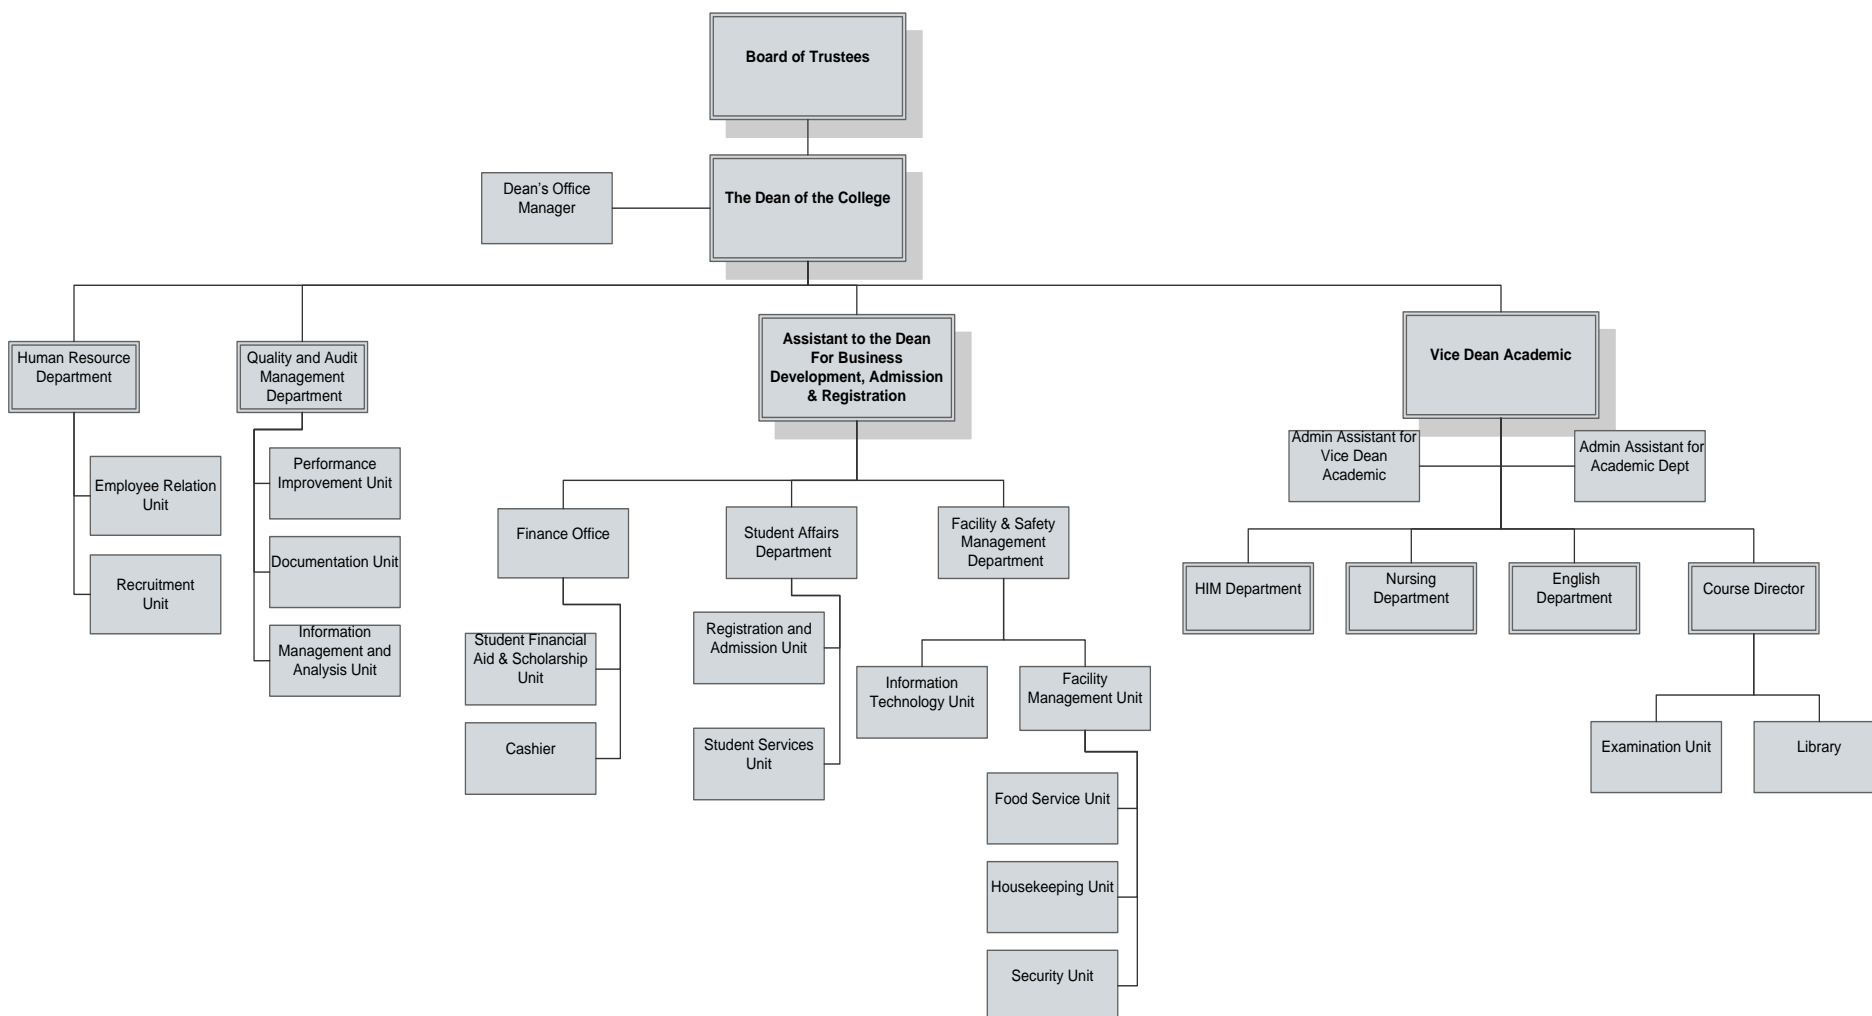 Board of Trustees
Dean’s Office
Manager
The Dean of the College
Human Resource
Department
Quality and Audit
Management
Department
Assistant to the Dean
For Business
Development, Admission
& Registration
Vice Dean Academic
Admin Assistant for
Vice Dean
Academic
Admin Assistant for
Academic Dept
Employee Relation
Unit
Recruitment
Unit
Performance
Improvement Unit
Documentation Unit
Information
Management and
Analysis Unit
Finance Office
Student Affairs
Department
Facility & Safety
Management
Department
Student Financial
Aid & Scholarship
Unit
Cashier
Registration and
Admission Unit
Student Services
Unit
Information
Technology Unit
Facility
Management Unit
Food Service Unit
Housekeeping Unit
Security Unit
HIM Department
Nursing
Department
English
Department
Course Director
Examination Unit
Library